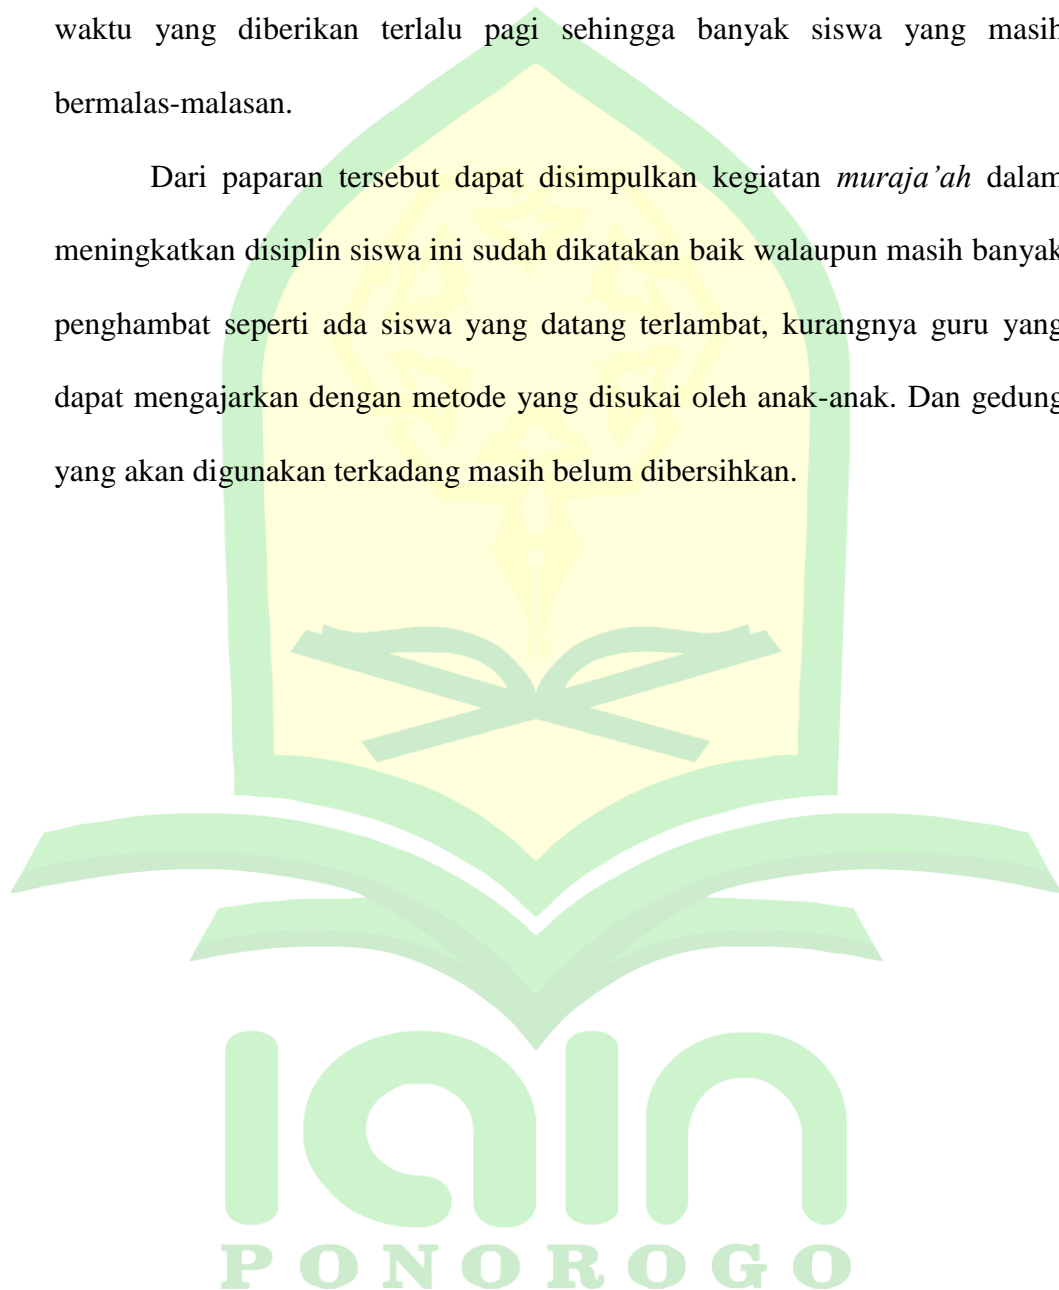 waktu yang diberikan terlalu pagi sehingga banyak siswa yang masih
bermalas-malasan.
Dari paparan tersebut dapat disimpulkan kegiatan muraja’ah dalam
meningkatkan disiplin siswa ini sudah dikatakan baik walaupun masih banyak
penghambat seperti ada siswa yang datang terlambat, kurangnya guru yang
dapat mengajarkan dengan metode yang disukai oleh anak-anak. Dan gedung
yang akan digunakan terkadang masih belum dibersihkan.
iain
PONOROGO